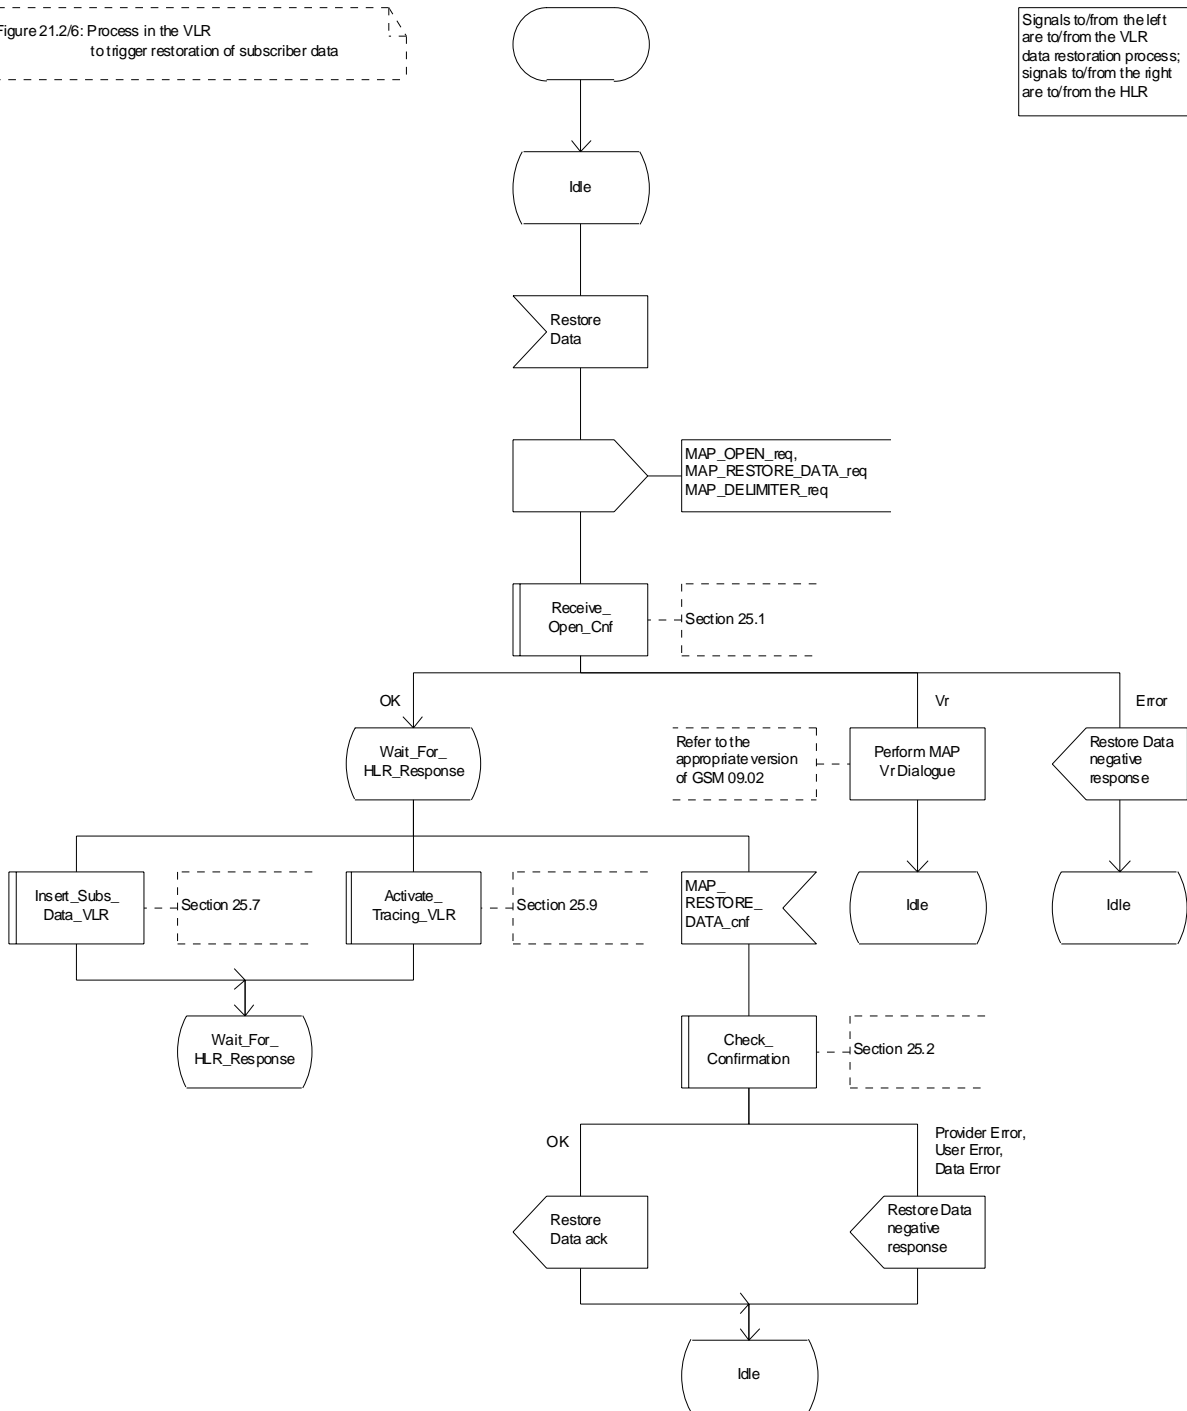 Figure 21.2/6: Process in the VLR
to trigger restoration of subscriber data
Signals to/from the left
are to/from the VLR
data restoration process;
signals to/from the right
are to/from the HLR
Idle
Restore
Data
MAP_OPEN_req,
MAP_RESTORE_DATA_req
MAP_DELIMITER_req
Receive_
Open_Cnf
Section 25.1
OK
Vr
Error
Wait_For_
HLR_Response
Refer to the
appropriate version
of GSM 09.02
Perform MAP
Vr Dialogue
Restore Data
negative
response
Insert_Subs_
Data_VLR
Section 25.7
Activate_
Tracing_VLR
Section 25.9
MAP_
RESTORE_
DATA_cnf
Idle
Idle
Wait_For_
HLR_Response
Check_
Confirmation
Section 25.2
OK
Provider Error,
User Error,
Data Error
Restore
Data ack
Restore Data
negative
response
Idle